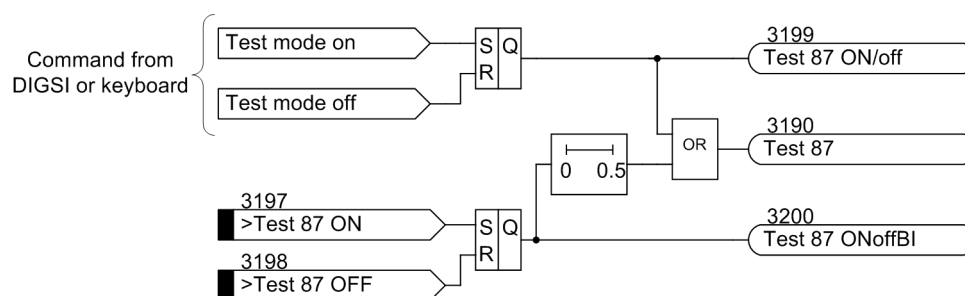 Command from
DIGSI or keyboard
Test mode on
Test mode off
S Q
R
3199
Test 87 ON/off
OR
3190
Test 87
0 0.5
3197
>Test 87 ON
3198
>Test 87 OFF
S Q
R
3200
Test 87 ONoffBI